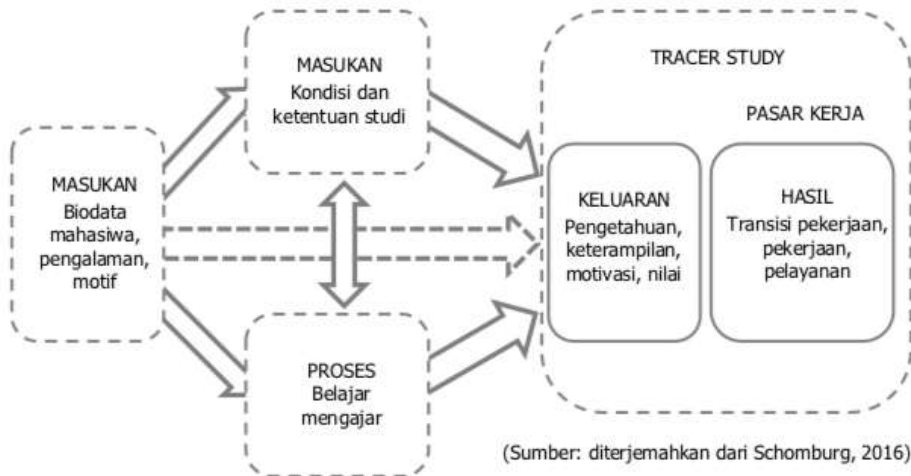 MASUKAN
Biodata
mahasiwa,
pengalaman,
motif
MASUKAN
Kondisi dan
ketentuan studi
PROSES
Belajar
mengajar
TRACER STUDY
PASAR KERJA
KELUARAN
Pengetahuan,
keterampilan,
motivasi, nilai
HASIL
Transisi pekerjaan,
pekerjaan,
pelayanan
(Sumber: diterjemahkan dari Schomburg, 2016)